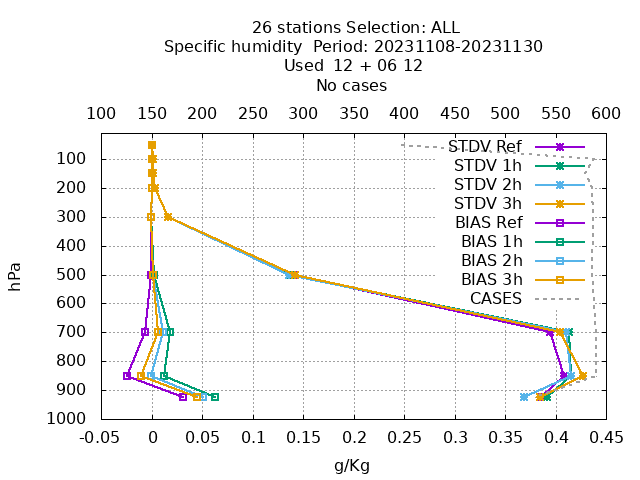 26 stations Selection: ALL
Specific humidity  Period: 20231108-20231130
Used  12 + 06 12
No cases
100 150 200 250 300 350 400 450 500 550 600
STDV Ref
STDV 1h
STDV 2h
STDV 3h
BIAS Ref
BIAS 1h
BIAS 2h
BIAS 3h
CASES
hPa
100
200
300
400
500
600
700
800
900
1000
-0.05 0 0.05 0.1 0.15 0.2 0.25 0.3 0.35 0.4 0.45
g/Kg